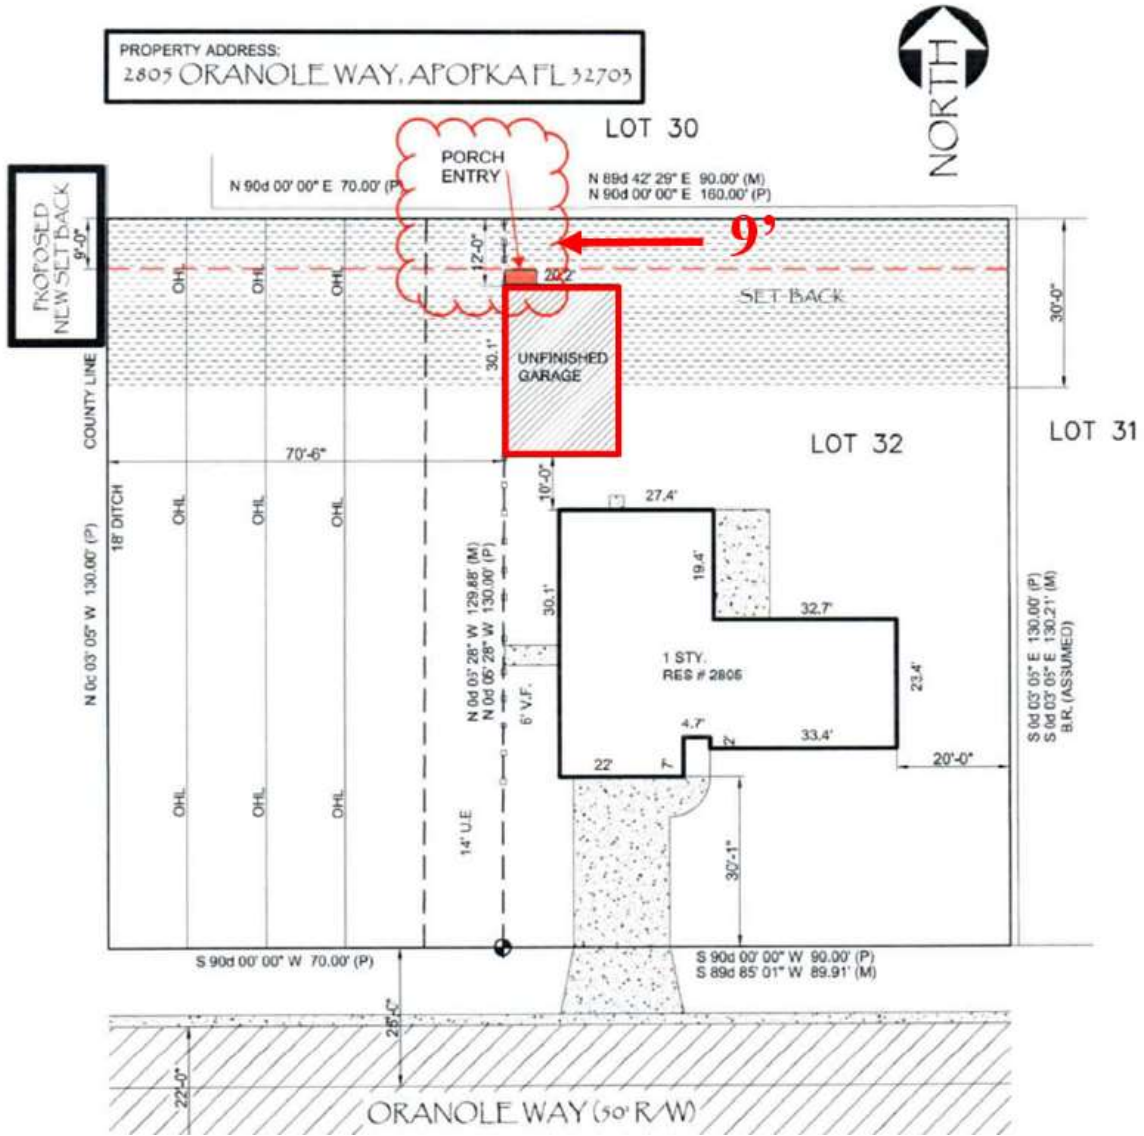 PROPERTY ADDRESS:
2805 ORANOLE WAY, APOPKA FL 32703
NORTH
LOT 30
PORCH
ENTRY
N 90d 00' 00" E 70.00' (P)
N 89d 42' 29" E 90.00' (M)
N 90d 00' 00" E 160.00' (P)
PROPOSED
NEW SET BACK
9'-0"
12'-0"
9'
20.2'
OHL
OHL
OHL
SET BACK
30'-0"
COUNTY LINE
30.1'
UNFINISHED
GARAGE
LOT 32
LOT 31
70'-6"
10'-0"
27.4'
18' DITCH
OHL
OHL
OHL
N 0d 03' 05" W 130.00' (P)
N 0d 05' 28" W 129.88' (M)
N 0d 05' 28" W 130.00' (P)
30.1'
19.4'
32.7'
1 STY.
RES # 2805
23.4'
S 0d 03' 05" E 130.00' (P)
S 0d 03' 05" E 130.21' (M)
B.R. (ASSUMED)
6' V.F.
4.7'
2'
33.4'
20'-0"
22'
7'
OHL
OHL
OHL
14' U.E
30'-1"
S 90d 00' 00" W 70.00' (P)
S 90d 00' 00" W 90.00' (P)
S 89d 85' 01" W 89.91' (M)
22'-0"
ORANOLE WAY (50' R/W)